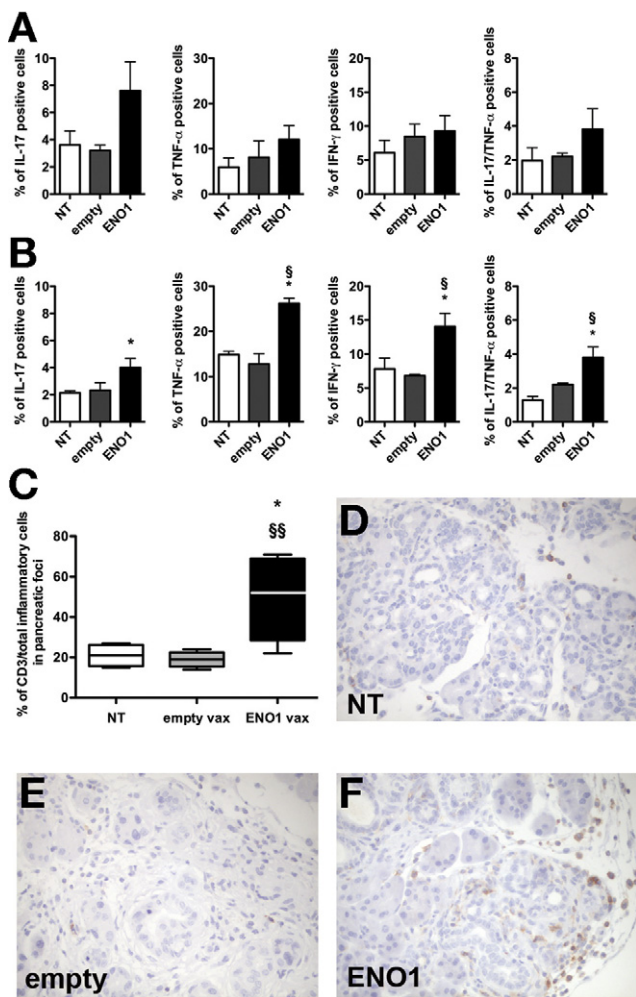 A
% of IL-17 positive cells
10
8
6
4
2
0
NT
empty
ENO1
% of TNF-α positive cells
30
20
10
0
NT
empty
ENO1
% of IFN-γ positive cells
20
15
10
5
0
NT
empty
ENO1
% of IL-17/TNF-α positive cells
8
6
4
2
0
NT
empty
ENO1
B
% of IL-17 positive cells
10
8
6
4
2
0
*
NT
empty
ENO1
% of TNF-α positive cells
30
20
10
0
§
*
NT
empty
ENO1
% of IFN-γ positive cells
20
15
10
5
0
§
*
NT
empty
ENO1
% of IL-17/TNF-α positive cells
8
6
4
2
0
§
*
NT
empty
ENO1
C
% of CD3/total inflammatory cells
in pancreatic foci
80
60
40
20
0
*
§§
NT
empty vax
ENO1 vax
D
NT
E
empty
F
ENO1